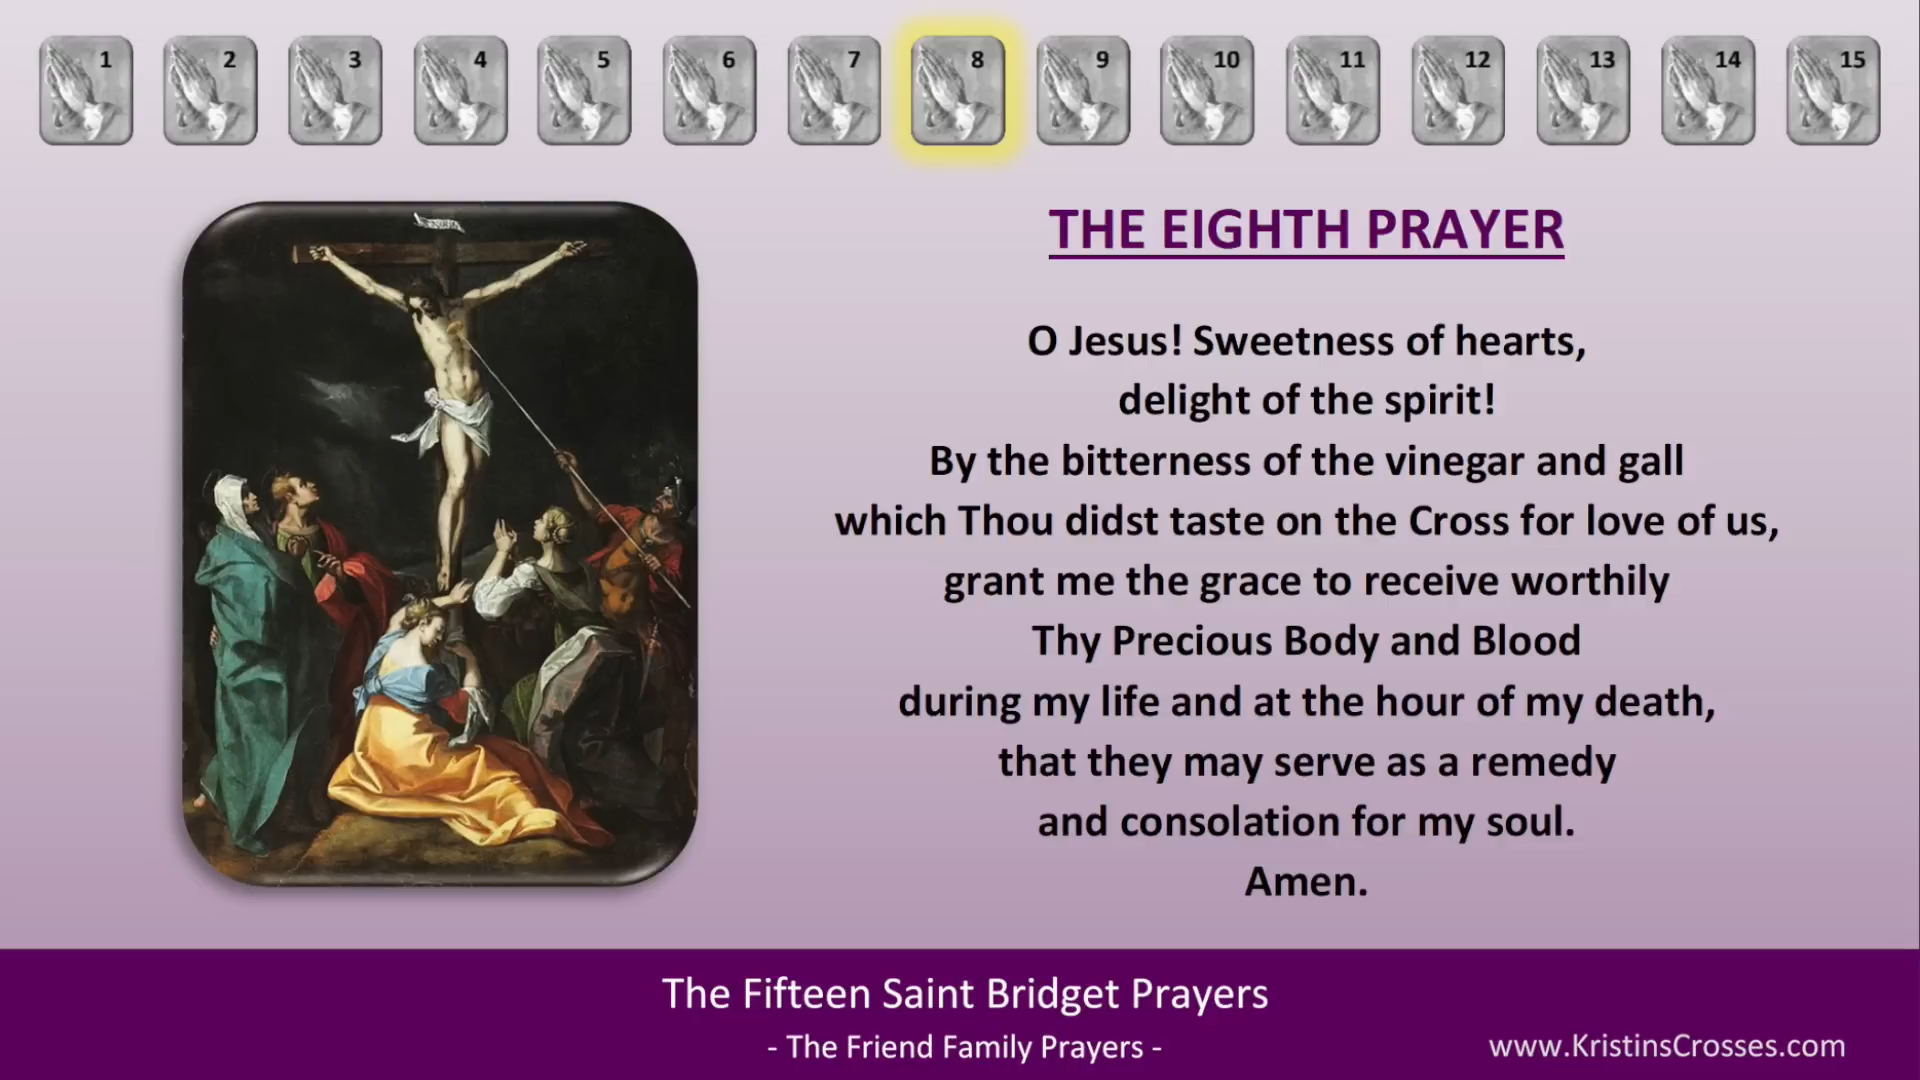 1 2 3 4 5 6 7 8 9 10 11 12 13 14 15
THE EIGHTH PRAYER
O Jesus! Sweetness of hearts,
delight of the spirit!
By the bitterness of the vinegar and gall
which Thou didst taste on the Cross for love of us,
grant me the grace to receive worthily
Thy Precious Body and Blood
during my life and at the hour of my death,
that they may serve as a remedy
and consolation for my soul.
Amen.
The Fifteen Saint Bridget Prayers
- The Friend Family Prayers -
www.KristinsCrosses.com